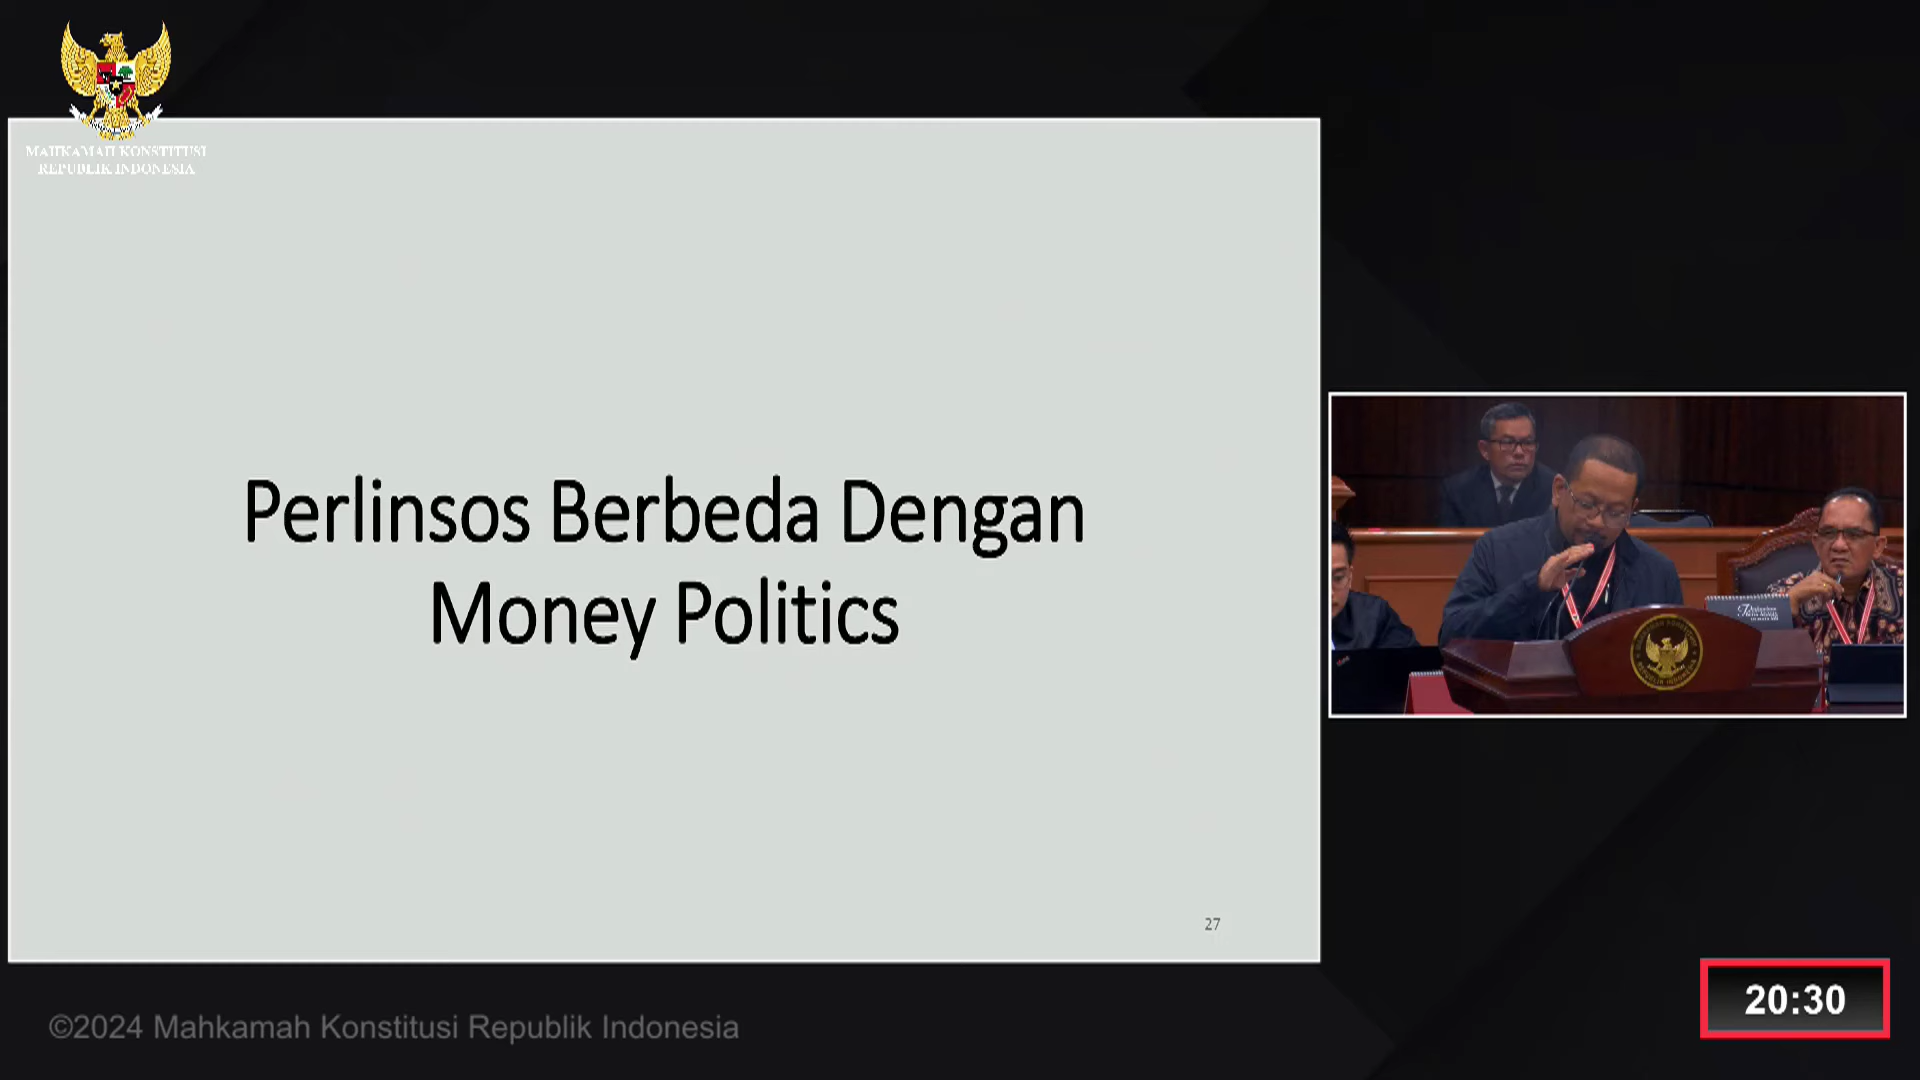 MAHKAMAH KONSTITUSI
REPUBLIK INDONESIA
Perlinsos Berbeda Dengan
Money Politics
27
20:30
©2024 Mahkamah Konstitusi Republik Indonesia